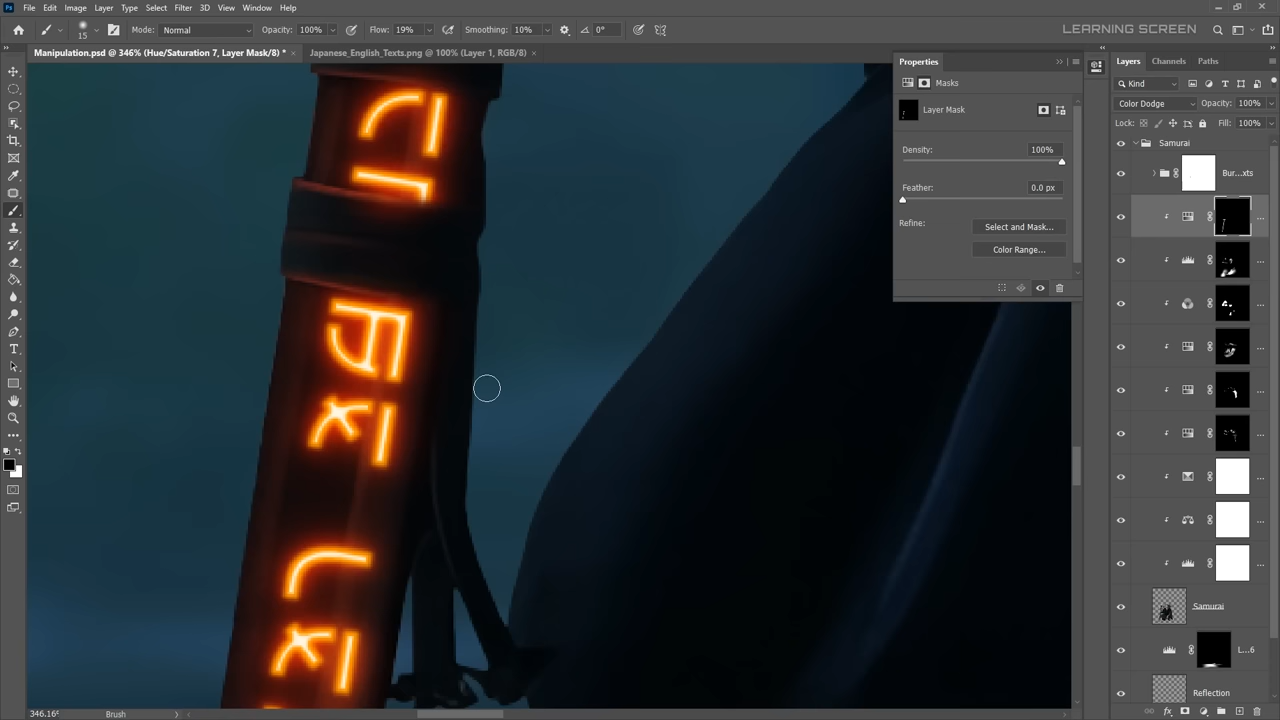 File Edit Image Layer Type Select Filter 3D View Window Help
15 Mode: Normal Opacity: 100% Flow: 19% Smoothing: 10% 0° LEARNING SCREEN
Manipulation.psd @ 346% (Hue/Saturation 7, Layer Mask/8) * × Japanese_English_Texts.png @ 100% (Layer 1, RGB/8) ×
Properties
Masks
Layer Mask
Density: 100%
Feather: 0.0 px
Refine: Select and Mask...
Color Range...
Layers Channels Paths
Kind
Color Dodge Opacity: 100%
Lock: Fill: 100%
Samurai
Bur...xts
Samurai
L...6
Reflection
346.16% Brush